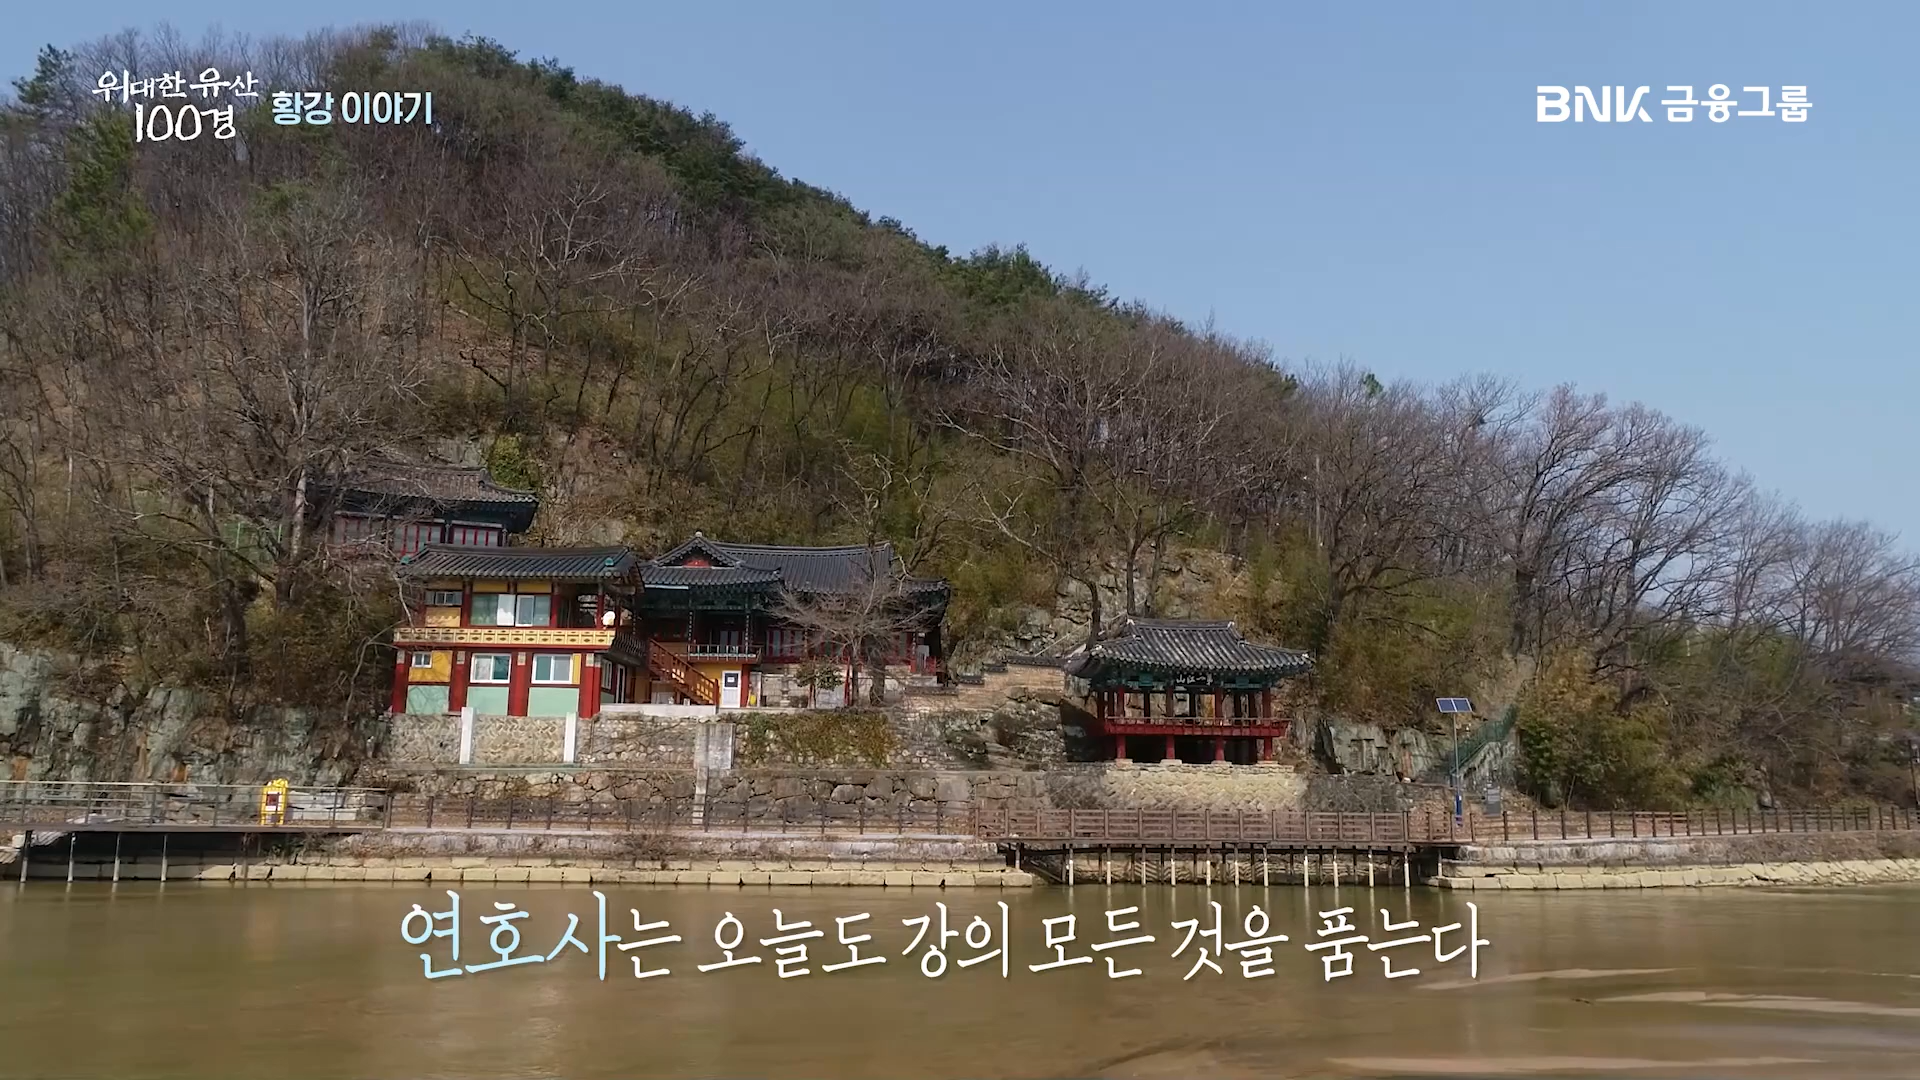 위대한 유산
100경
황강 이야기
BNK 금융그룹
연호사는 오늘도 강의 모든 것을 품는다